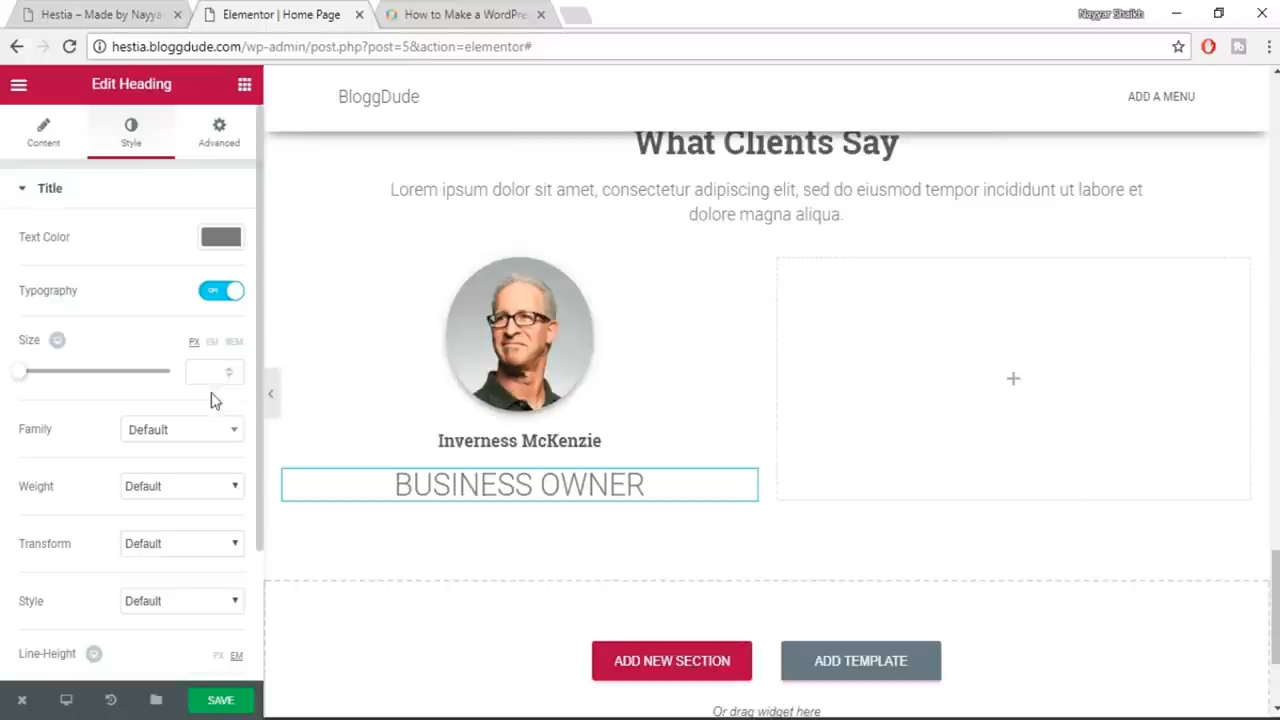 Hestia – Made by Nayya
Elementor | Home Page
How to Make a WordPre
Nayyar Shaikh
hestia.bloggdude.com/wp-admin/post.php?post=5&action=elementor#
Edit Heading
Content
Style
Advanced
Title
Text Color
Typography
ON
Size
PX EM REM
Family
Default
Weight
Default
Transform
Default
Style
Default
Line-Height
PX EM
SAVE
BloggDude
ADD A MENU
What Clients Say
Lorem ipsum dolor sit amet, consectetur adipiscing elit, sed do eiusmod tempor incididunt ut labore et
dolore magna aliqua.
Inverness McKenzie
BUSINESS OWNER
ADD NEW SECTION
ADD TEMPLATE
Or drag widget here